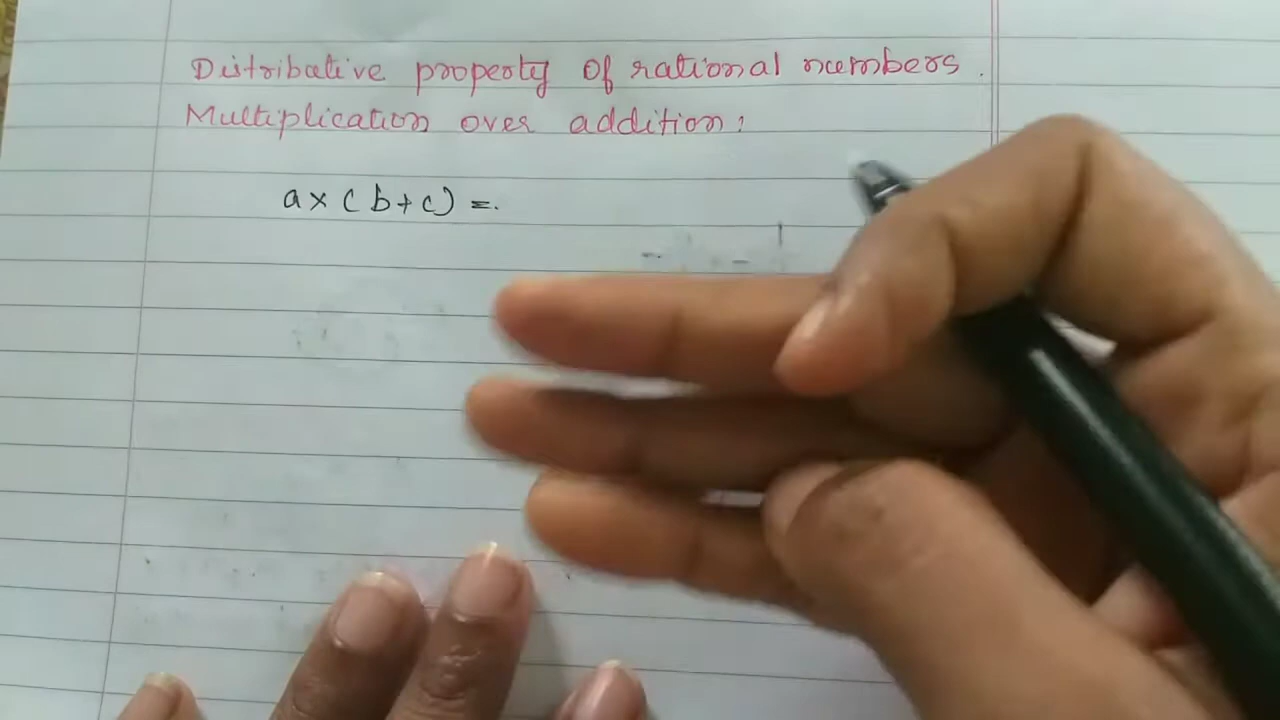 Distributive property of rational numbers.
Multiplication over addition:
a × ( b + c ) =